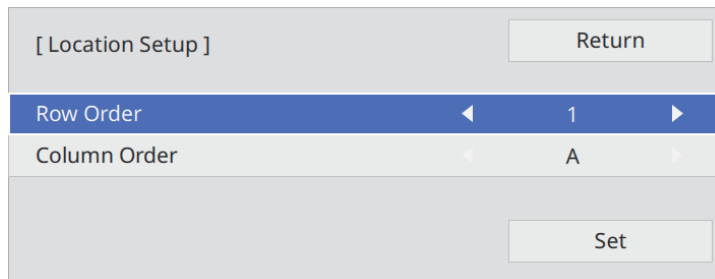 [ Location Setup ]
Return
Row Order 1
Column Order A
Set